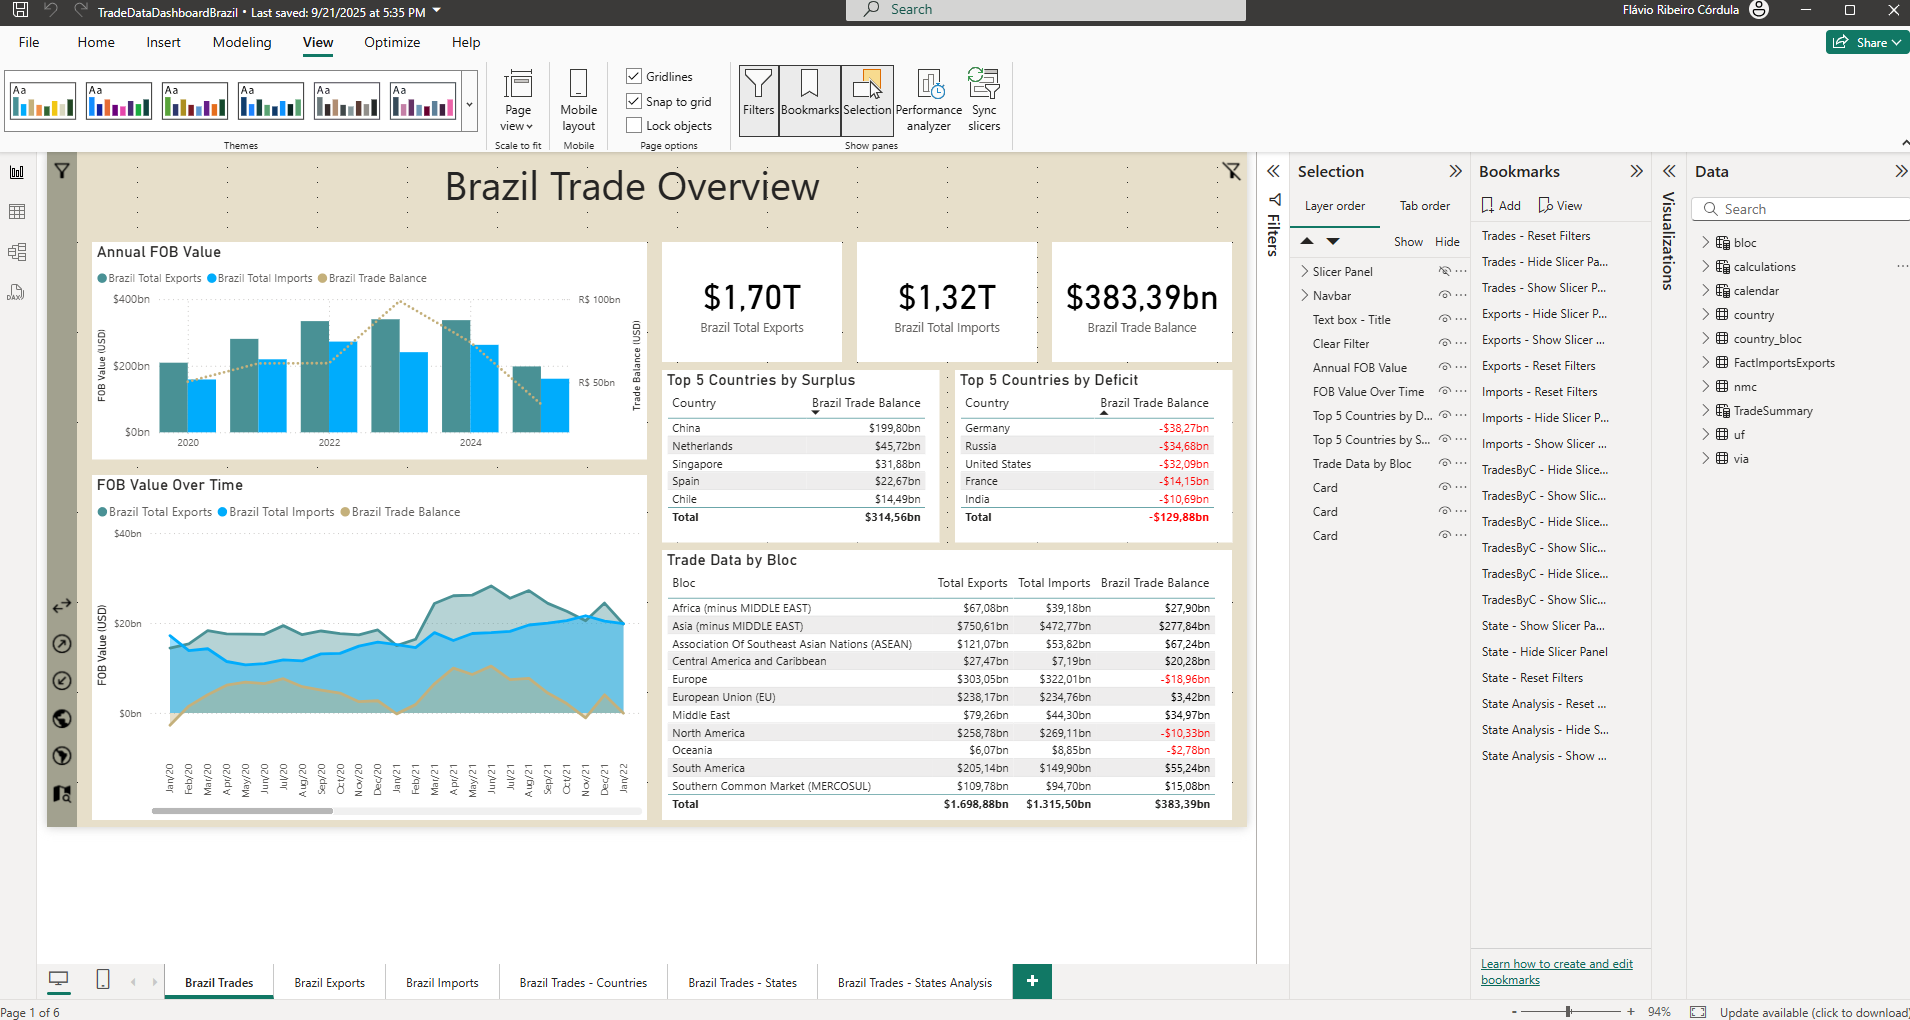 TradeDataDashboardBrazil • Last saved: 9/21/2025 at 5:35 PM
Search
Flávio Ribeiro Córdula
File Home Insert Modeling View Optimize Help
Share
Aa Aa Aa Aa Aa Aa
Themes
Page view
Scale to fit
Mobile layout
Mobile
Gridlines
Snap to grid
Lock objects
Page options
Filters Bookmarks Selection Performance analyzer Sync slicers
Show panes
Brazil Trade Overview
Annual FOB Value
Brazil Total Exports Brazil Total Imports Brazil Trade Balance
FOB Value (USD)
$400bn
$200bn
$0bn
R$ 100bn
R$ 50bn
Trade Balance (USD)
2020 2022 2024
FOB Value Over Time
Brazil Total Exports Brazil Total Imports Brazil Trade Balance
FOB Value (USD)
$40bn
$20bn
$0bn
Jan/20 Feb/20 Mar/20 Apr/20 May/20 Jun/20 Jul/20 Aug/20 Sep/20 Oct/20 Nov/20 Dec/20 Jan/21 Feb/21 Mar/21 Apr/21 May/21 Jun/21 Jul/21 Aug/21 Sep/21 Oct/21 Nov/21 Dec/21 Jan/22
$1,70T
Brazil Total Exports
$1,32T
Brazil Total Imports
$383,39bn
Brazil Trade Balance
Top 5 Countries by Surplus
Country Brazil Trade Balance
China $199,80bn
Netherlands $45,72bn
Singapore $31,88bn
Spain $22,67bn
Chile $14,49bn
Total $314,56bn
Top 5 Countries by Deficit
Country Brazil Trade Balance
Germany -$38,27bn
Russia -$34,68bn
United States -$32,09bn
France -$14,15bn
India -$10,69bn
Total -$129,88bn
Trade Data by Bloc
Bloc Total Exports Total Imports Brazil Trade Balance
Africa (minus MIDDLE EAST) $67,08bn $39,18bn $27,90bn
Asia (minus MIDDLE EAST) $750,61bn $472,77bn $277,84bn
Association Of Southeast Asian Nations (ASEAN) $121,07bn $53,82bn $67,24bn
Central America and Caribbean $27,47bn $7,19bn $20,28bn
Europe $303,05bn $322,01bn -$18,96bn
European Union (EU) $238,17bn $234,76bn $3,42bn
Middle East $79,26bn $44,30bn $34,97bn
North America $258,78bn $269,11bn -$10,33bn
Oceania $6,07bn $8,85bn -$2,78bn
South America $205,14bn $149,90bn $55,24bn
Southern Common Market (MERCOSUL) $109,78bn $94,70bn $15,08bn
Total $1.698,88bn $1.315,50bn $383,39bn
Filters
Selection
Layer order Tab order
Show Hide
Slicer Panel
Navbar
Text box - Title
Clear Filter
Annual FOB Value
FOB Value Over Time
Top 5 Countries by D...
Top 5 Countries by S...
Trade Data by Bloc
Card
Card
Card
Bookmarks
Add View
Trades - Reset Filters
Trades - Hide Slicer Pa...
Trades - Show Slicer P...
Exports - Hide Slicer P...
Exports - Show Slicer ...
Exports - Reset Filters
Imports - Reset Filters
Imports - Hide Slicer P...
Imports - Show Slicer ...
TradesByC - Hide Slice...
TradesByC - Show Slic...
TradesByC - Hide Slice...
TradesByC - Show Slic...
TradesByC - Hide Slice...
TradesByC - Show Slic...
State - Show Slicer Pa...
State - Hide Slicer Panel
State - Reset Filters
State Analysis - Reset ...
State Analysis - Hide S...
State Analysis - Show ...
Learn how to create and edit
bookmarks
Visualizations
Data
Search
bloc
calculations
calendar
country
country_bloc
FactImportsExports
nmc
TradeSummary
uf
via
Brazil Trades Brazil Exports Brazil Imports Brazil Trades - Countries Brazil Trades - States Brazil Trades - States Analysis +
Page 1 of 6
- + 94%
Update available (click to download)